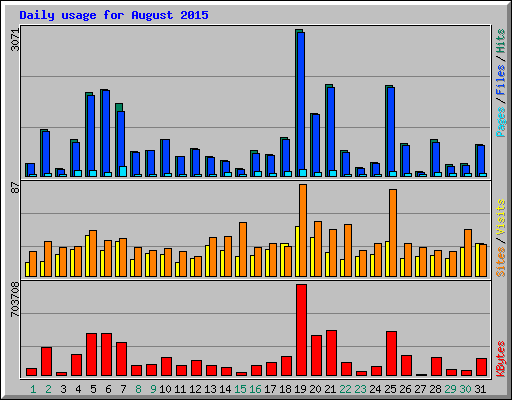 Daily usage for August 2015
3071
Pages / Files / Hits
87
Sites / Visits
703708
KBytes
1 2 3 4 5 6 7 8 9 10 11 12 13 14 15 16 17 18 19 20 21 22 23 24 25 26 27 28 29 30 31